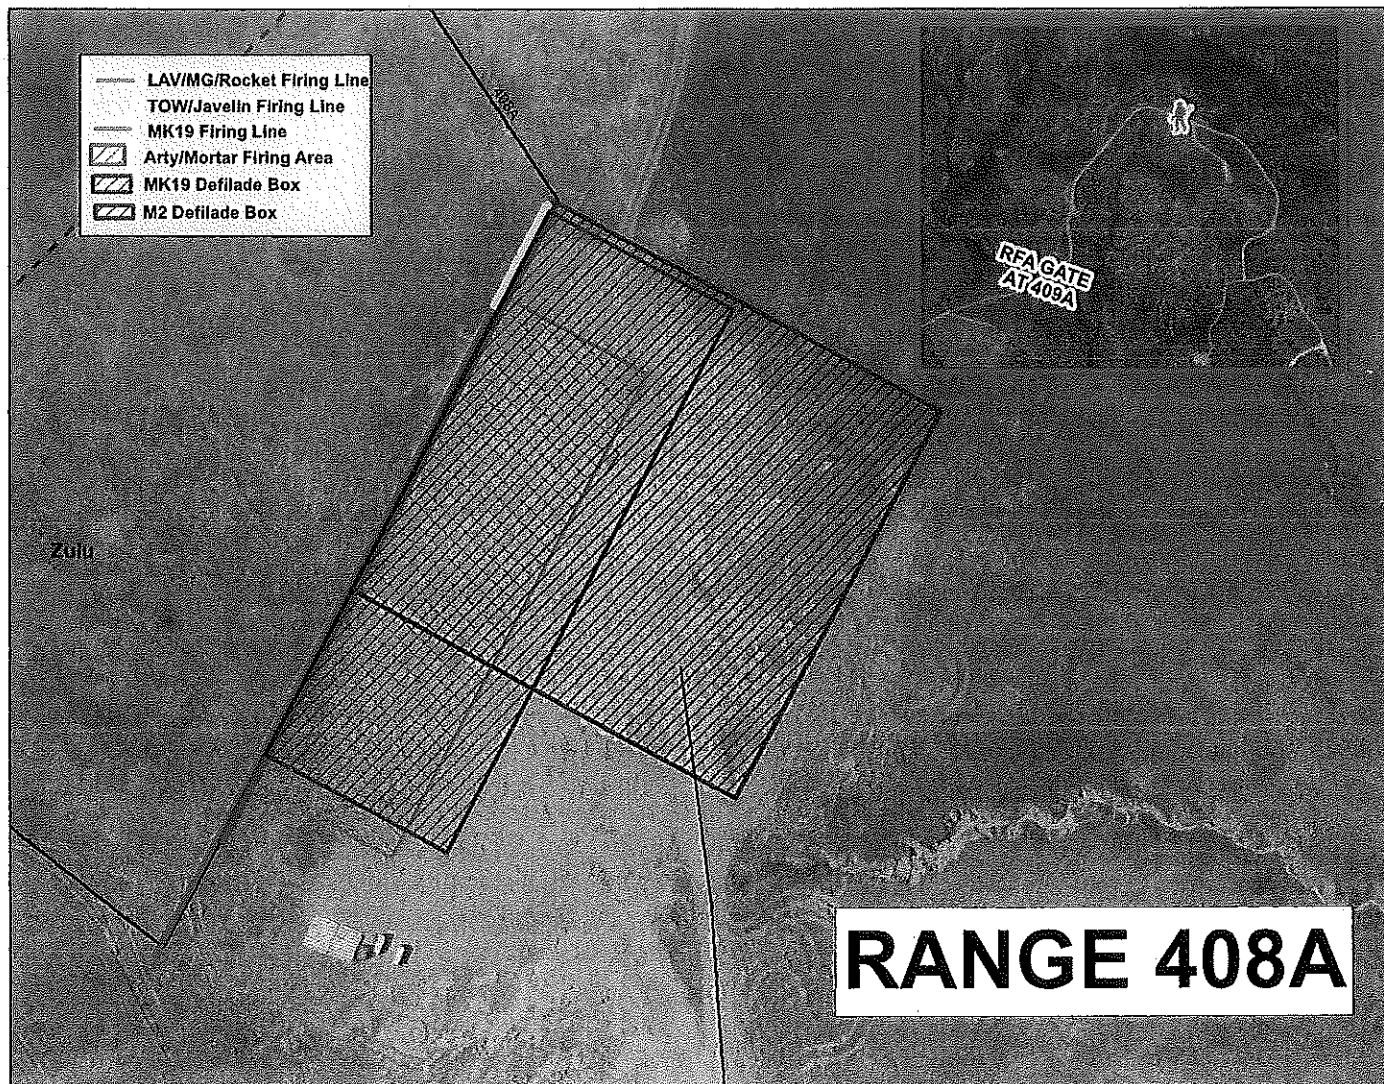 LAV/MG/Rocket Firing Line
TOW/Javelin Firing Line
MK19 Firing Line
Arty/Mortar Firing Area
MK19 Defilade Box
M2 Defilade Box
408A
RFA GATE
AT 409A
Zulu
RANGE 408A